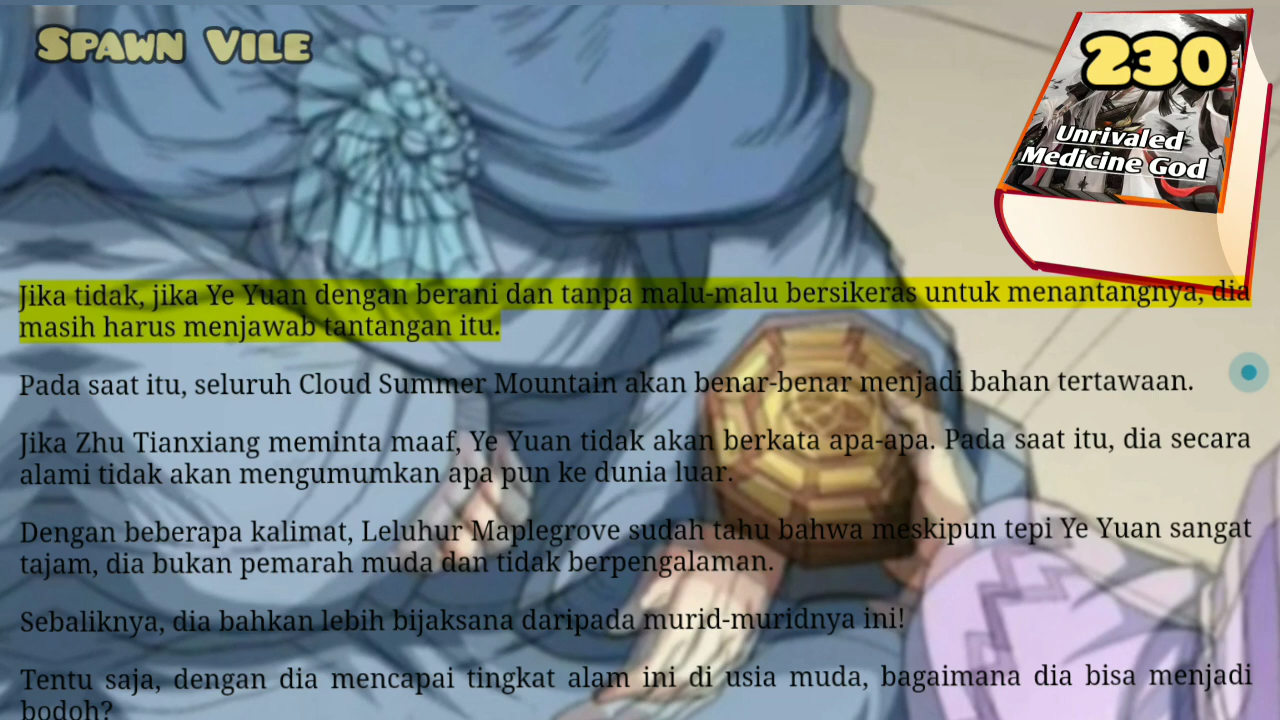 Spawn Vile
230
Unrivaled
Medicine God
Jika tidak, jika Ye Yuan dengan berani dan tanpa malu-malu bersikeras untuk menantangnya, dia
masih harus menjawab tantangan itu.
Pada saat itu, seluruh Cloud Summer Mountain akan benar-benar menjadi bahan tertawaan.
Jika Zhu Tianxiang meminta maaf, Ye Yuan tidak akan berkata apa-apa. Pada saat itu, dia secara
alami tidak akan mengumumkan apa pun ke dunia luar.
Dengan beberapa kalimat, Leluhur Maplegrove sudah tahu bahwa meskipun tepi Ye Yuan sangat
tajam, dia bukan pemarah muda dan tidak berpengalaman.
Sebaliknya, dia bahkan lebih bijaksana daripada murid-muridnya ini!
Tentu saja, dengan dia mencapai tingkat alam ini di usia muda, bagaimana dia bisa menjadi
bodoh?